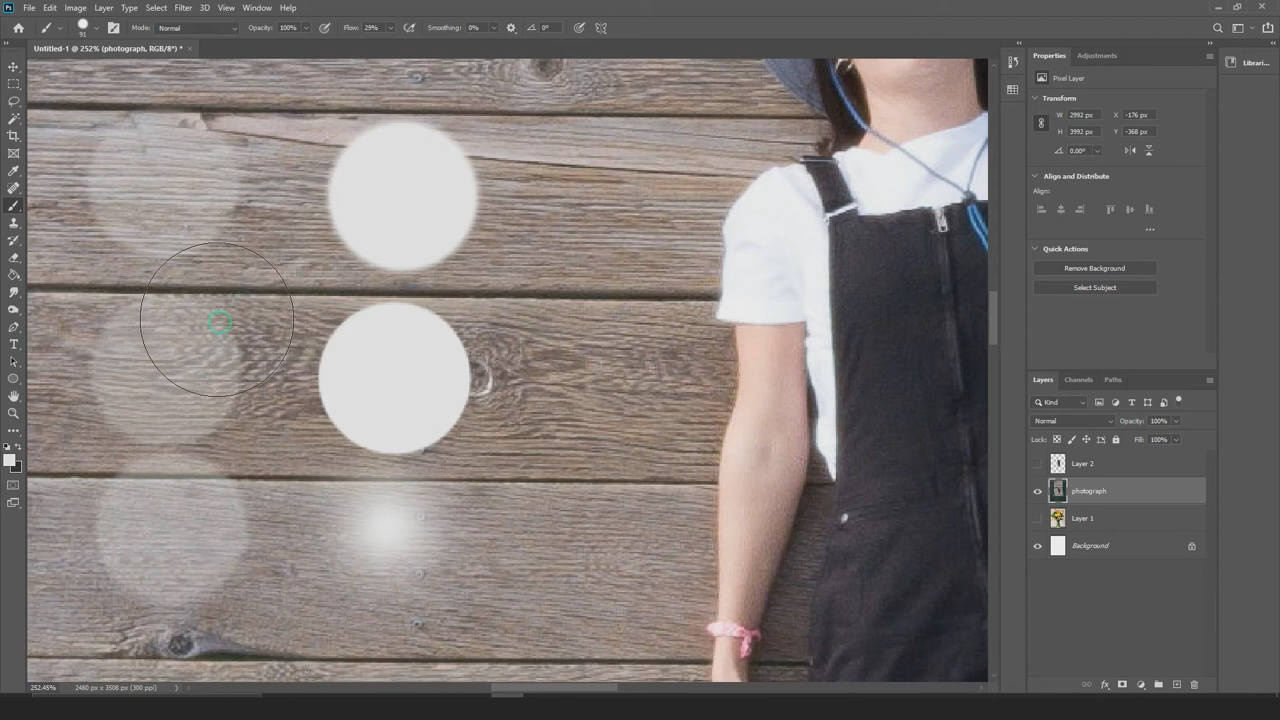 Ps File Edit Image Layer Type Select Filter 3D View Window Help
91 Mode: Normal Opacity: 100% Flow: 29% Smoothing: 0% 0°
Untitled-1 @ 252% (photograph, RGB/8*) * ×
Properties Adjustments
Librari...
Pixel Layer
Transform
W 2992 px X -176 px
H 3992 px Y -368 px
0.00°
Align and Distribute
Align:
Quick Actions
Remove Background
Select Subject
Layers Channels Paths
Kind
Normal Opacity: 100%
Lock: Fill: 100%
Layer 2
photograph
Layer 1
Background
252.45% 2480 px x 3508 px (300 ppi)